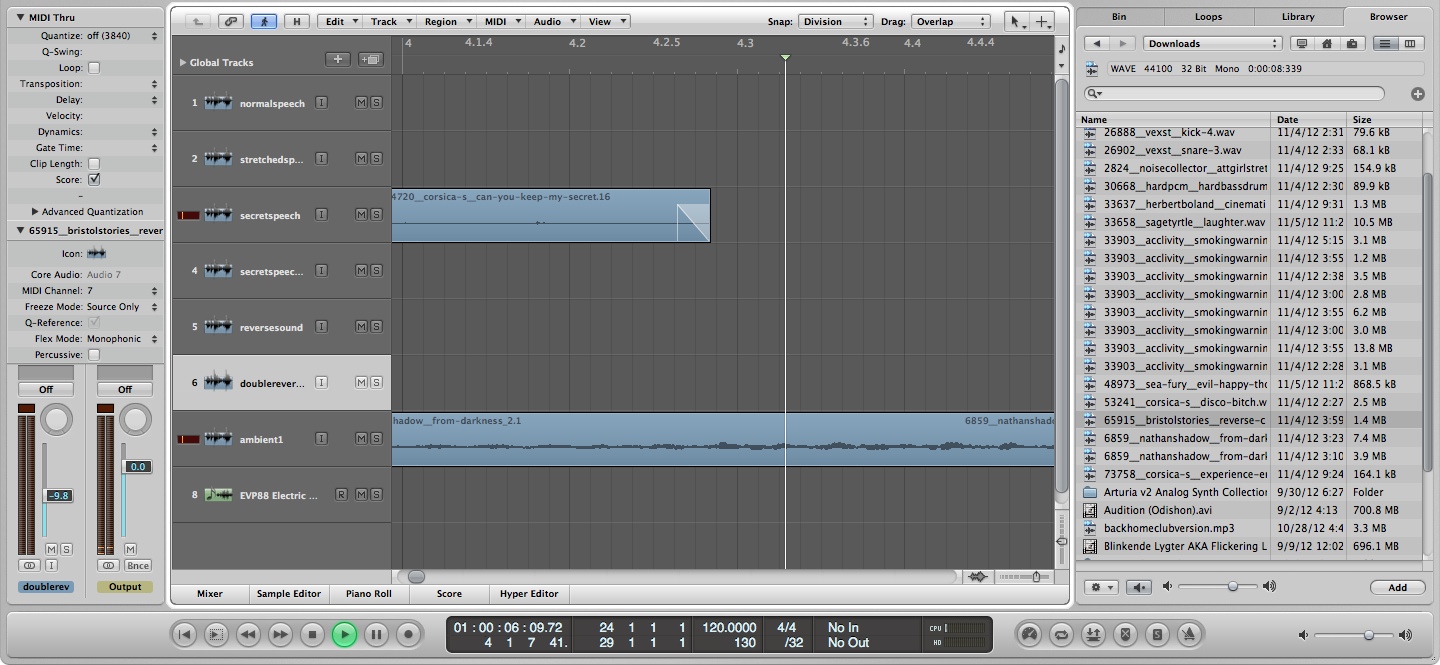 MIDI Thru
Quantize: off (3840)
Q-Swing:
Loop:
Transposition:
Delay:
Velocity:
Dynamics:
Gate Time:
Clip Length:
Score:
-
Advanced Quantization
65915__bristolstories__rever
Icon:
Core Audio: Audio 7
MIDI Channel: 7
Freeze Mode: Source Only
Q-Reference:
Flex Mode: Monophonic
Percussive:
Off Off
0.0
-9.8
M S M
I Bnce
doublerev Output
H Edit Track Region MIDI Audio View Snap: Division Drag: Overlap
4 4.1.4 4.2 4.2.5 4.3 4.3.6 4.4 4.4.4
Global Tracks
1 normalspeech I M S
2 stretchedsp... I M S
secretspeech I M S
4720__corsica-s__can-you-keep-my-secret.16
4 secretspeec... I M S
5 reversesound I M S
6 doublerever... I M S
ambient1 I M S
hadow__from-darkness_2.1 6859__nathanshado
8 EVP88 Electric ... R M S
Mixer Sample Editor Piano Roll Score Hyper Editor
Bin Loops Library Browser
Downloads
WAVE 44100 32 Bit Mono 0:00:08:339
Name Date Size
26888__vexst__kick-4.wav 11/4/12 2:31 79.6 kB
26902__vexst__snare-3.wav 11/4/12 2:33 68.1 kB
2824__noisecollector__attgirlstret 11/4/12 9:24 154.9 kB
30668__hardpcm__hardbassdrum 11/4/12 2:30 89.9 kB
33637__herbertboland__cinemati 11/4/12 9:31 1.3 MB
33658__sagetyrtle__laughter.wav 11/5/12 11:2 10.5 MB
33903__acclivity__smokingwarnin 11/4/12 5:15 3.1 MB
33903__acclivity__smokingwarnin 11/4/12 3:55 1.2 MB
33903__acclivity__smokingwarnin 11/4/12 2:38 3.5 MB
33903__acclivity__smokingwarnin 11/4/12 3:00 2.8 MB
33903__acclivity__smokingwarnin 11/4/12 3:55 6.2 MB
33903__acclivity__smokingwarnin 11/4/12 3:00 3.0 MB
33903__acclivity__smokingwarnin 11/4/12 3:55 13.8 MB
33903__acclivity__smokingwarnin 11/4/12 2:28 3.1 MB
48973__sea-fury__evil-happy-tho 11/5/12 11:2 868.5 kB
53241__corsica-s__disco-bitch.w 11/4/12 2:27 2.5 MB
65915__bristolstories__reverse-c 11/4/12 3:59 1.4 MB
6859__nathanshadow__from-dark 11/4/12 3:23 7.4 MB
6859__nathanshadow__from-dark 11/4/12 3:10 3.9 MB
73758__corsica-s__experience-en 11/4/12 9:24 164.1 kB
Arturia v2 Analog Synth Collection 9/30/12 6:27 Folder
Audition (Odishon).avi 9/2/12 4:13 700.8 MB
backhomeclubversion.mp3 10/28/12 4:4 3.3 MB
Blinkende Lygter AKA Flickering L 9/9/12 12:02 696.1 MB
Add
01 : 00 : 06 : 09.72 24 1 1 1 120.0000 4/4 No In CPU
4 1 7 41. 29 1 1 1 130 /32 No Out HD
S